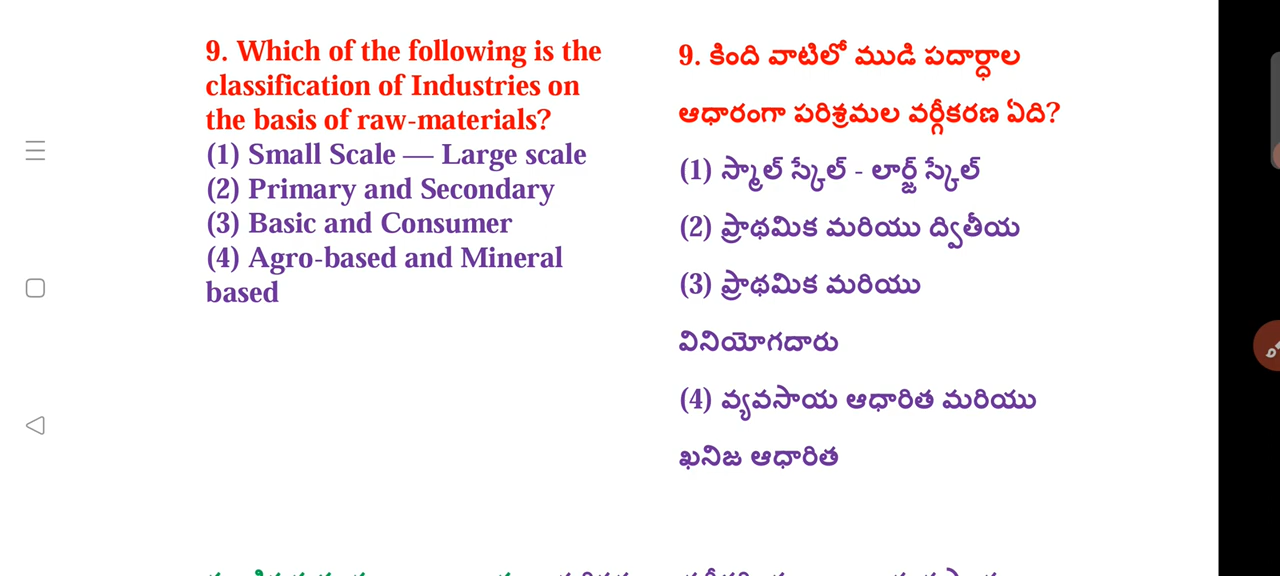 9. Which of the following is the
classification of Industries on
the basis of raw-materials?
(1) Small Scale — Large scale
(2) Primary and Secondary
(3) Basic and Consumer
(4) Agro-based and Mineral
based
9. కింది వాటిలో ముడి పదార్ధాల
ఆధారంగా పరిశ్రమల వర్గీకరణ ఏది?
(1) స్మాల్ స్కేల్ - లార్జ్ స్కేల్
(2) ప్రాథమిక మరియు ద్వితీయ
(3) ప్రాథమిక మరియు
వినియోగదారు
(4) వ్యవసాయ ఆధారిత మరియు
ఖనిజ ఆధారిత